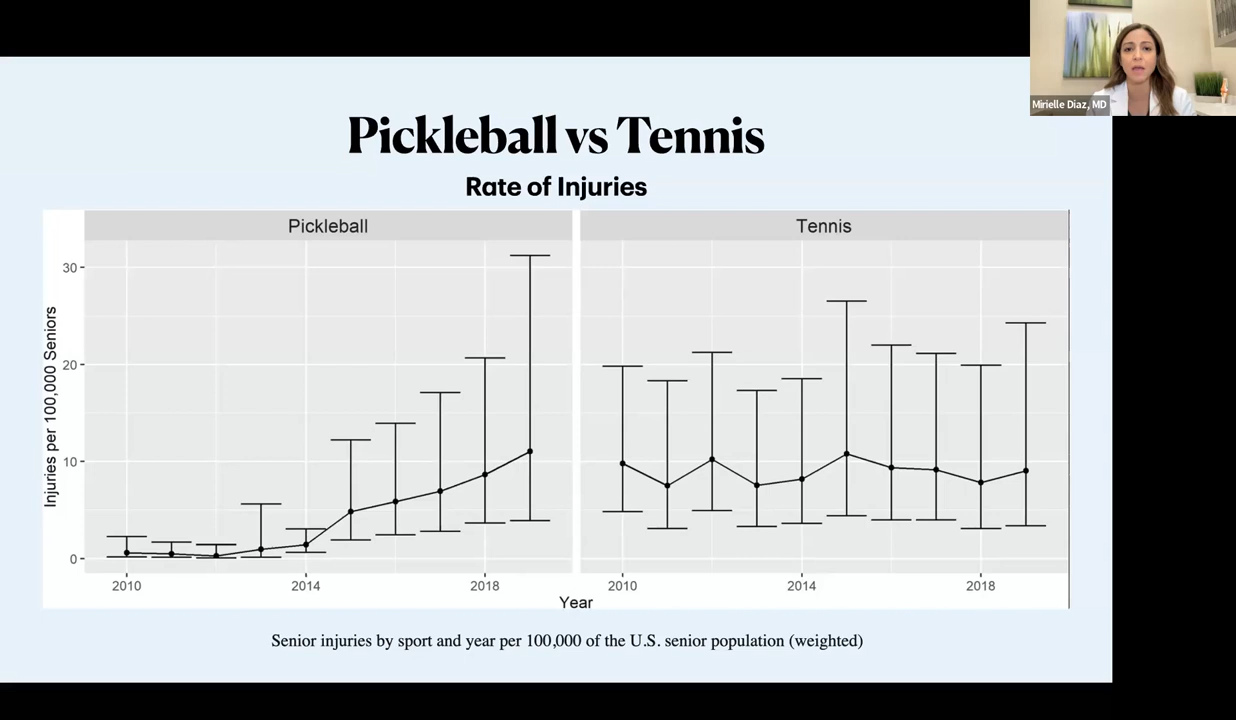 Mirielle Diaz, MD
Pickleball vs Tennis
Rate of Injuries
Pickleball
Tennis
Injuries per 100,000 Seniors
30
20
10
0
2010
2014
2018
2010
2014
2018
Year
Senior injuries by sport and year per 100,000 of the U.S. senior population (weighted)